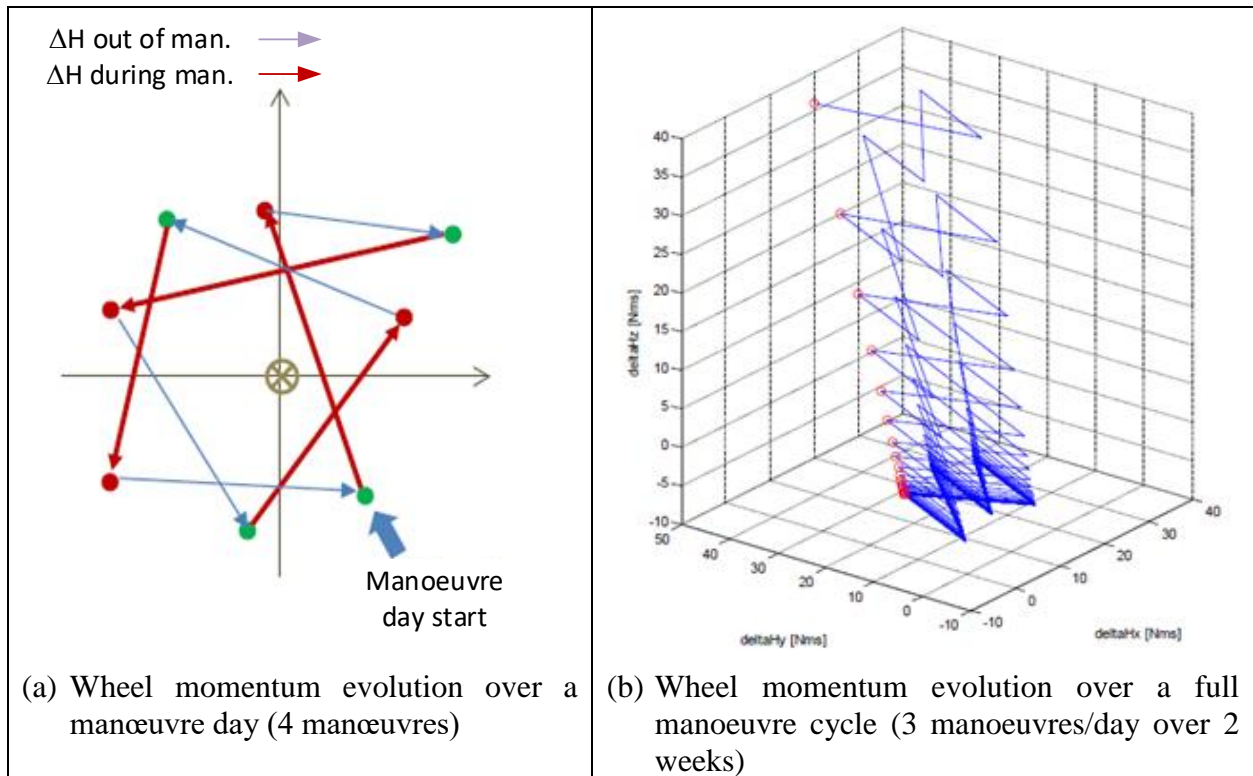 ΔH out of man.
ΔH during man.
Manoeuvre
day start
(a) Wheel momentum evolution over a
manœuvre day (4 manœuvres)
40
35
30
25
20
15
10
5
0
-5
-10
deltaHz [Nms]
50
40
30
20
10
0
-10
deltaHy [Nms]
-10
0
10
20
30
40
deltaHx [Nms]
(b) Wheel momentum evolution over a full
manoeuvre cycle (3 manoeuvres/day over 2
weeks)